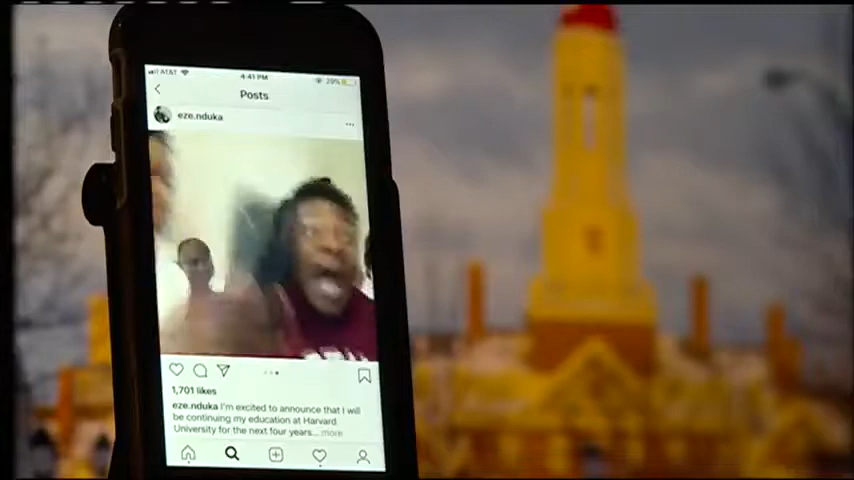 AT&T 4:41 PM 29%
Posts
eze.nduka
1,701 likes
eze.nduka I'm excited to announce that I will
be continuing my education at Harvard
University for the next four years... more